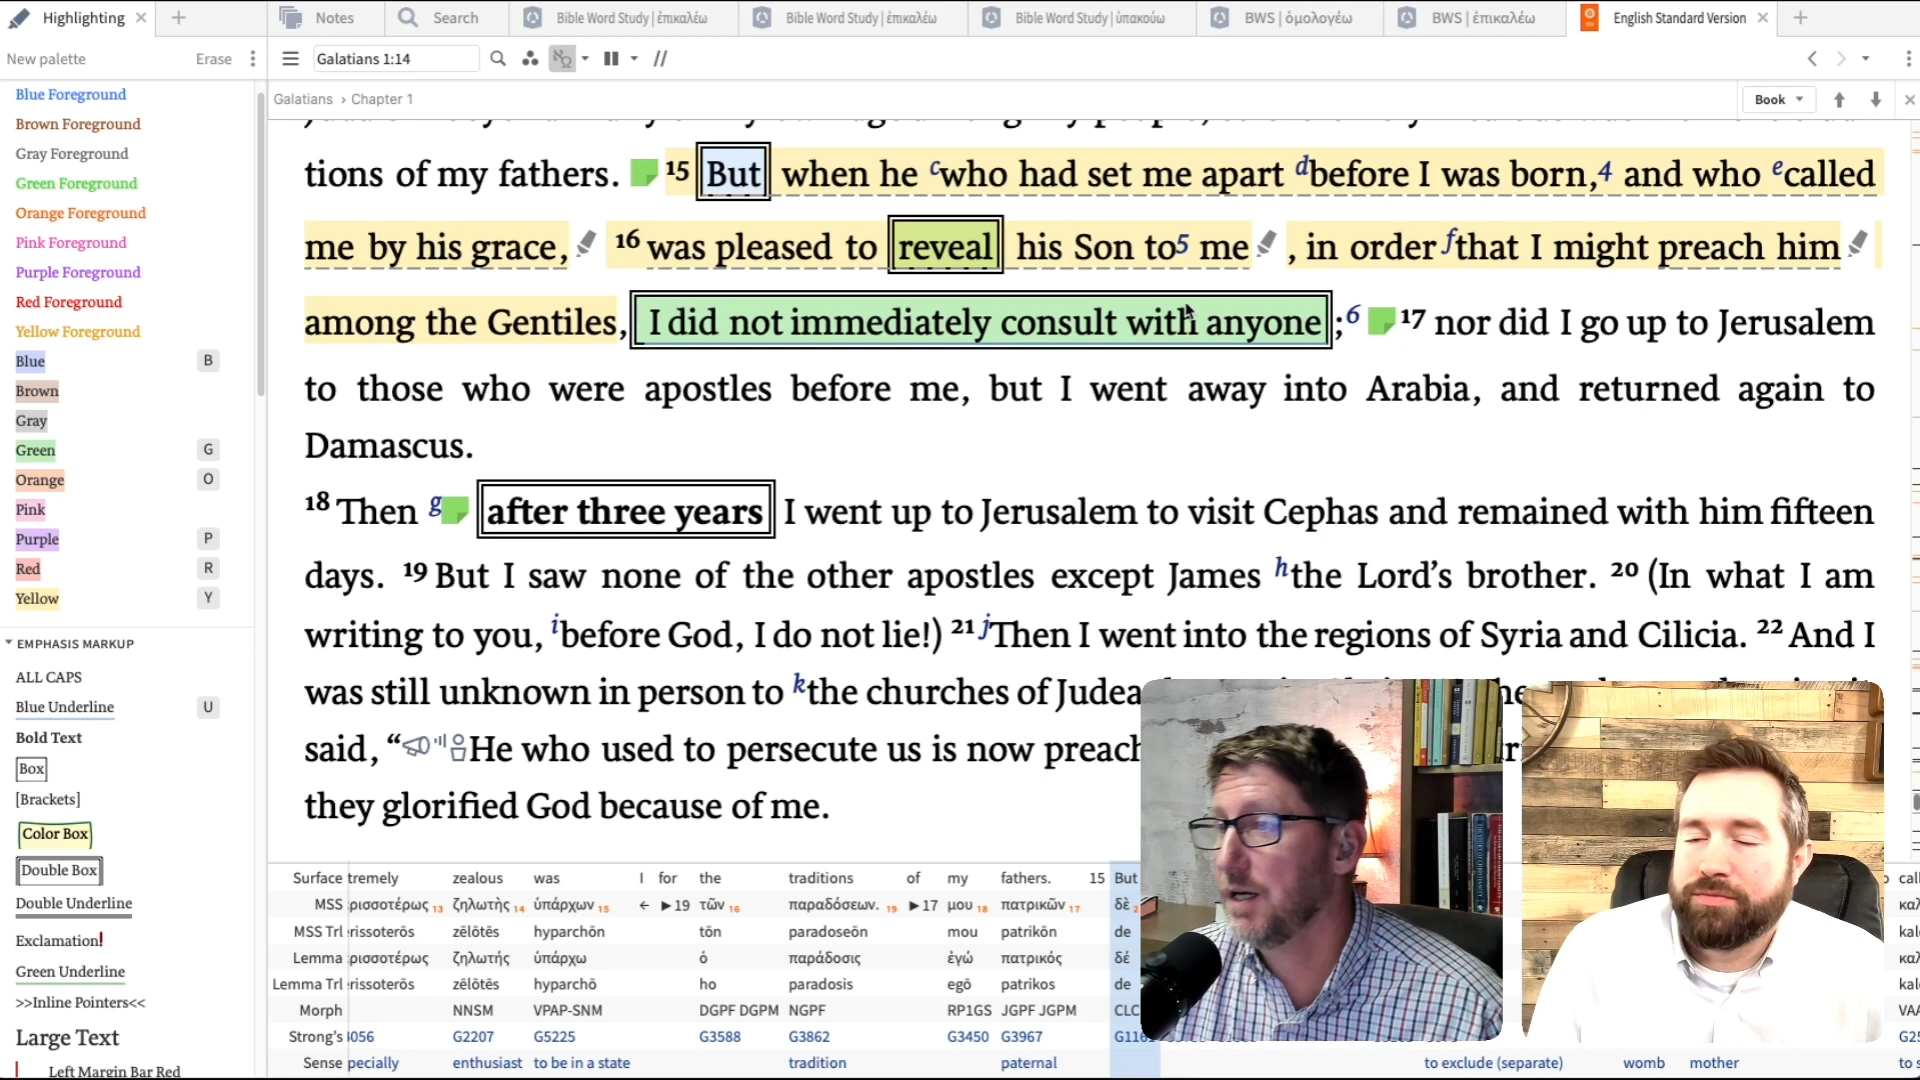 Highlighting
Notes
Search
Bible Word Study | ἐπικαλέω
Bible Word Study | ἐπικαλέω
Bible Word Study | ὑπακούω
BWS | ὁμολογέω
BWS | ἐπικαλέω
English Standard Version
New palette
Erase
Galatians 1:14
Galatians › Chapter 1
Book
Blue Foreground
Brown Foreground
Gray Foreground
Green Foreground
Orange Foreground
Pink Foreground
Purple Foreground
Red Foreground
Yellow Foreground
Blue B
Brown
Gray
Green G
Orange O
Pink
Purple P
Red R
Yellow Y
EMPHASIS MARKUP
ALL CAPS
Blue Underline U
Bold Text
Box
[Brackets]
Color Box
Double Box
Double Underline
Exclamation!
Green Underline
>>Inline Pointers<<
Large Text
Left Margin Bar Red
tions of my fathers. 15 But when he c who had set me apart d before I was born,4 and who e called
me by his grace, 16 was pleased to reveal his Son to5 me , in order f that I might preach him
among the Gentiles, I did not immediately consult with anyone ;6 17 nor did I go up to Jerusalem
to those who were apostles before me, but I went away into Arabia, and returned again to
Damascus.
18 Then g after three years I went up to Jerusalem to visit Cephas and remained with him fifteen
days. 19 But I saw none of the other apostles except James h the Lord’s brother. 20 (In what I am
writing to you, i before God, I do not lie!) 21 j Then I went into the regions of Syria and Cilicia. 22 And I
was still unknown in person to k the churches of Judea
said, “He who used to persecute us is now preach
they glorified God because of me.
Surface tremely zealous was I for the traditions of my fathers. 15 But
MSS ρισσοτέρως 13 ζηλωτὴς 14 ὑπάρχων 15 ← ▶19 τῶν 16 παραδόσεων. 19 ▶17 μου 18 πατρικῶν 17 δὲ 2
MSS Trl rissoterōs zēlōtēs hyparchōn tōn paradoseōn mou patrikōn de
Lemma ρισσοτέρως ζηλωτής ὑπάρχω ὁ παράδοσις ἐγώ πατρικός δέ
Lemma Trl rissoterōs zēlōtēs hyparchō ho paradosis egō patrikos de
Morph NNSM VPAP-SNM DGPF DGPM NGPF RP1GS JGPF JGPM CLC
Strong's G2207 G5225 G3588 G3862 G3450 G3967
Sense pecially enthusiast to be in a state tradition paternal to exclude (separate) womb mother